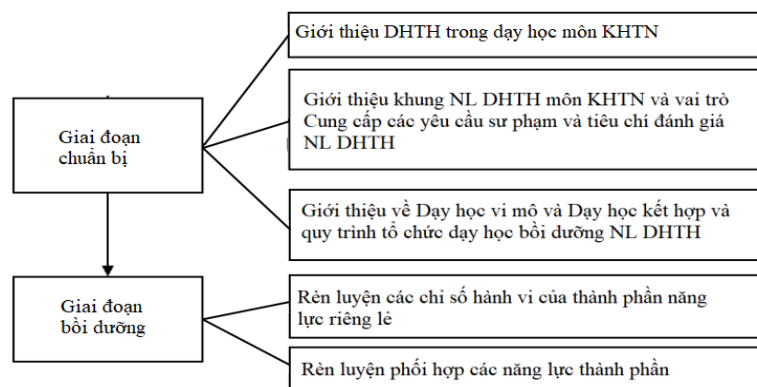 Giới thiệu DHTH trong dạy học môn KHTN
Giai đoạn
chuẩn bị
Giới thiệu khung NL DHTH môn KHTN và vai trò
Cung cấp các yêu cầu sư phạm và tiêu chí đánh giá
NL DHTH
Giới thiệu về Dạy học vi mô và Dạy học kết hợp và
quy trình tổ chức dạy học bồi dưỡng NL DHTH
Giai đoạn
bồi dưỡng
Rèn luyện các chỉ số hành vi của thành phần năng
lực riêng lẻ
Rèn luyện phối hợp các năng lực thành phần